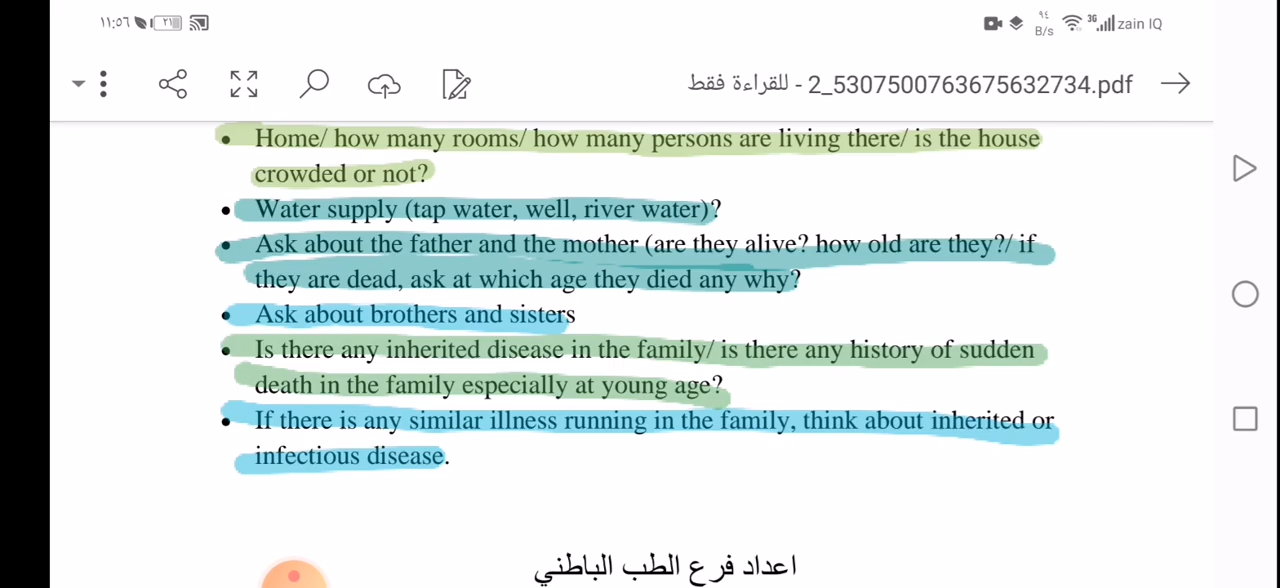 ١١:٥٦ ٢١ ٩٤ B/s 3G zain IQ
2_5307500763675632734.pdf - للقراءة فقط
• Home/ how many rooms/ how many persons are living there/ is the house
crowded or not?
• Water supply (tap water, well, river water)?
• Ask about the father and the mother (are they alive? how old are they?/ if
they are dead, ask at which age they died any why?
• Ask about brothers and sisters
• Is there any inherited disease in the family/ is there any history of sudden
death in the family especially at young age?
• If there is any similar illness running in the family, think about inherited or
infectious disease.
اعداد فرع الطب الباطني